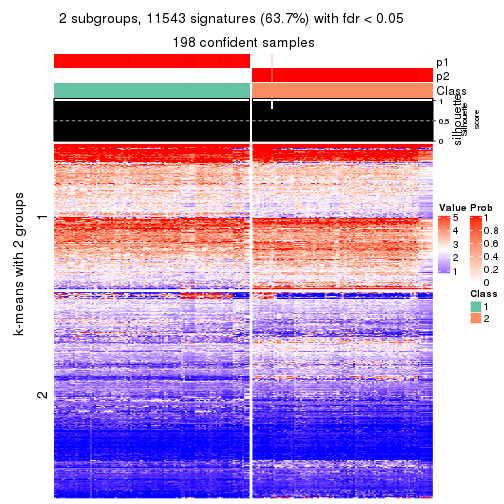 2 subgroups, 11543 signatures (63.7%) with fdr < 0.05
198 confident samples
p1
p2
Class
silhouette
Silhouette
score
1
0.5
0
k-means with 2 groups
1
2
Value
5
4
3
2
1
Prob
1
0.8
0.6
0.4
0.2
0
Class
1
2